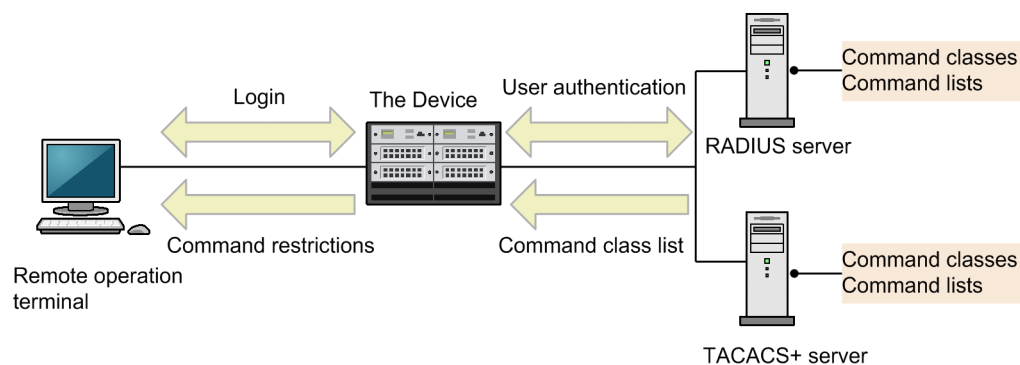 Command classes
Command lists
User authentication
Login
The Device
RADIUS server
Command restrictions
Command class list
Remote operation
terminal
Command classes
Command lists
TACACS+ server